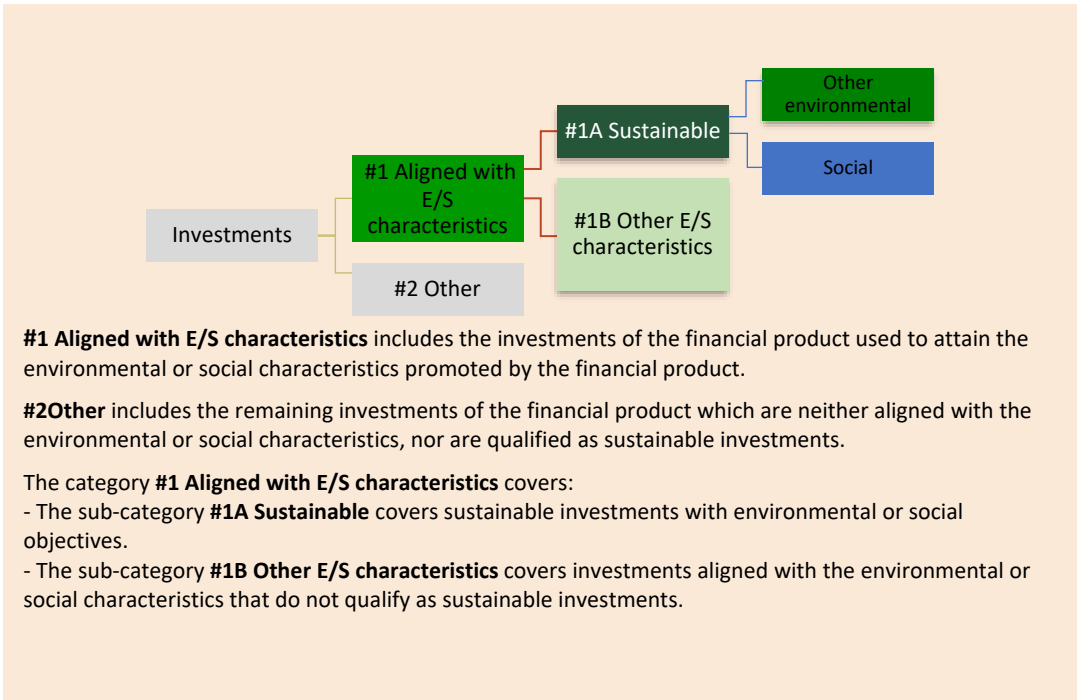 Other
environmental
#1A Sustainable
Social
#1 Aligned with
E/S
characteristics
#1B Other E/S
characteristics
Investments
#2 Other
#1 Aligned with E/S characteristics includes the investments of the financial product used to attain the
environmental or social characteristics promoted by the financial product.
#2Other includes the remaining investments of the financial product which are neither aligned with the
environmental or social characteristics, nor are qualified as sustainable investments.
The category #1 Aligned with E/S characteristics covers:
- The sub-category #1A Sustainable covers sustainable investments with environmental or social
objectives.
- The sub-category #1B Other E/S characteristics covers investments aligned with the environmental or
social characteristics that do not qualify as sustainable investments.